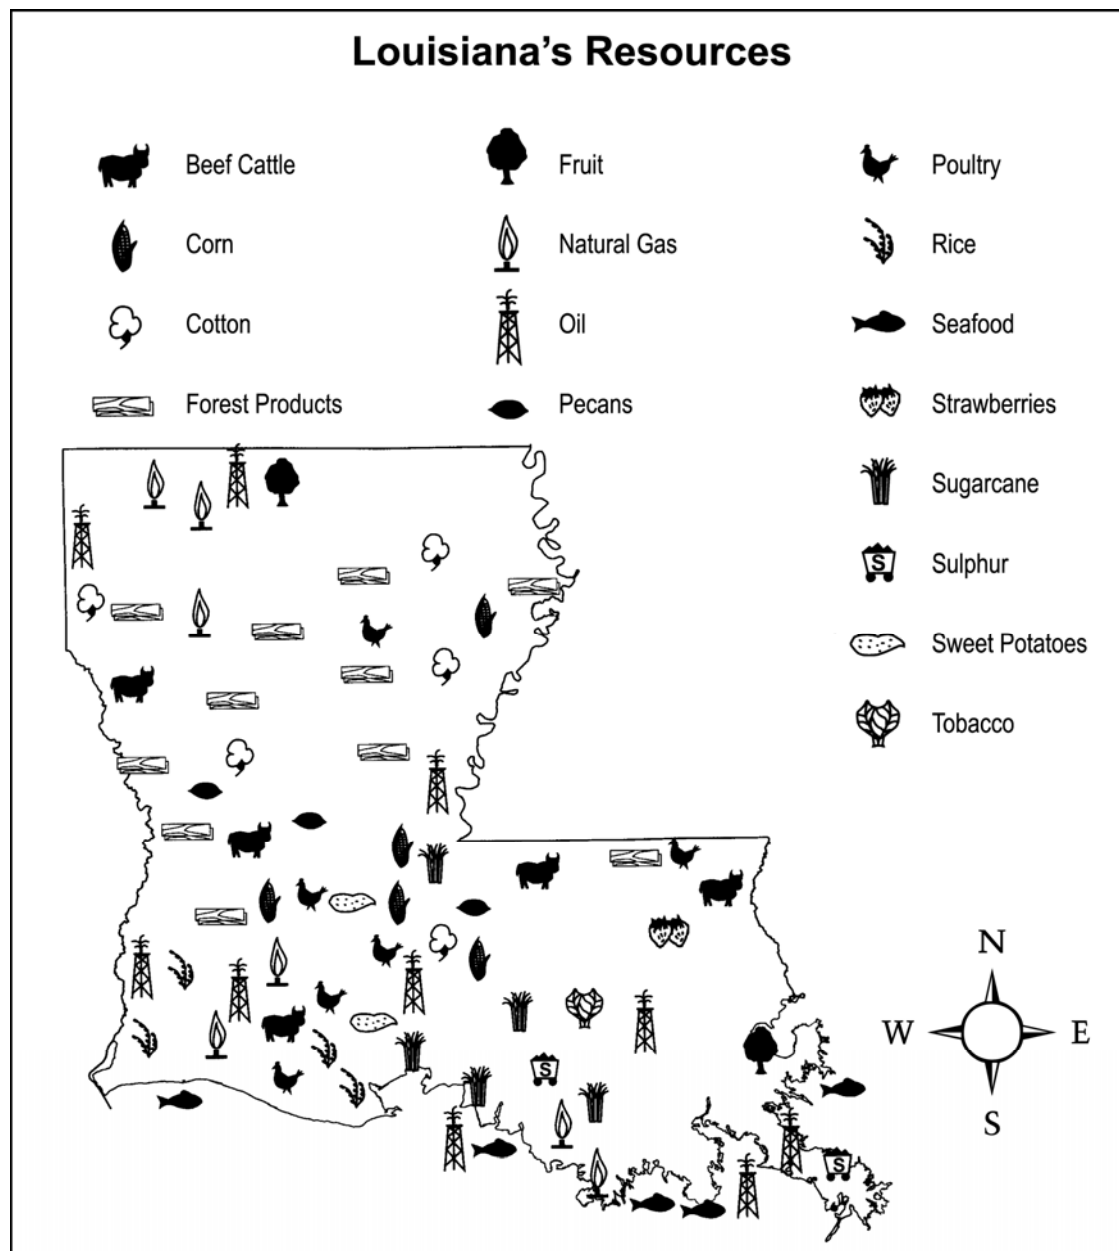 Louisiana's Resources
Beef Cattle
Fruit
Poultry
Corn
Natural Gas
Rice
Cotton
Oil
Seafood
Forest Products
Pecans
Strawberries
Sugarcane
S
Sulphur
Sweet Potatoes
Tobacco
N
W
E
S
S
S